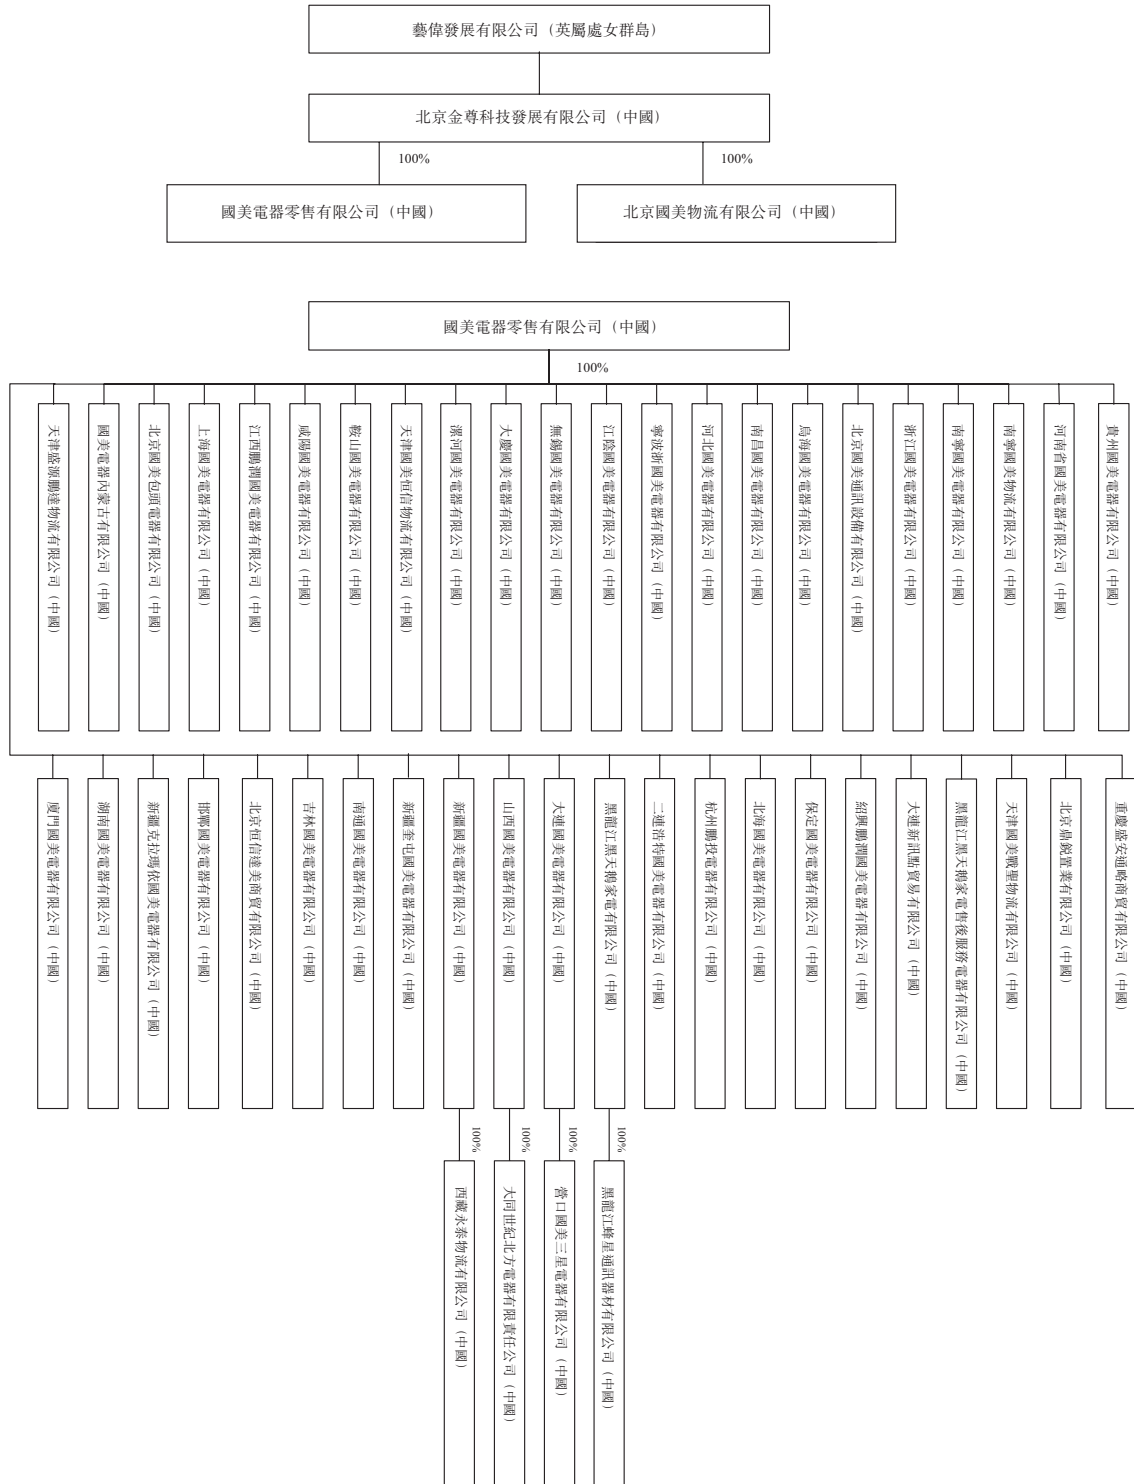 藝偉發展有限公司（英屬處女群島）
北京金尊科技發展有限公司（中國）
100%
100%
國美電器零售有限公司（中國）
北京國美物流有限公司（中國）
國美電器零售有限公司（中國）
100%
天津盛源鵬達物流有限公司（中國）
國美電器內蒙古有限公司（中國）
北京國美包頭電器有限公司（中國）
上海國美電器有限公司（中國）
江西鵬潤國美電器有限公司（中國）
咸陽國美電器有限公司（中國）
鞍山國美電器有限公司（中國）
天津國美恒信物流有限公司（中國）
漯河國美電器有限公司（中國）
大慶國美電器有限公司（中國）
無錫國美電器有限公司（中國）
江陰國美電器有限公司（中國）
寧波浙國美電器有限公司（中國）
河北國美電器有限公司（中國）
南昌國美電器有限公司（中國）
烏海國美電器有限公司（中國）
北京國美通訊設備有限公司（中國）
浙江國美電器有限公司（中國）
南寧國美電器有限公司（中國）
南寧國美物流有限公司（中國）
河南省國美電器有限公司（中國）
貴州國美電器有限公司（中國）
廈門國美電器有限公司（中國）
湖南國美電器有限公司（中國）
新疆克拉瑪依國美電器有限公司（中國）
邯鄲國美電器有限公司（中國）
北京恒信達美商貿有限公司（中國）
吉林國美電器有限公司（中國）
南通國美電器有限公司（中國）
新疆奎屯國美電器有限公司（中國）
新疆國美電器有限公司（中國）
山西國美電器有限公司（中國）
大連國美電器有限公司（中國）
黑龍江黑天鵝家電有限公司（中國）
二連浩特國美電器有限公司（中國）
杭州鵬投電器有限公司（中國）
北海國美電器有限公司（中國）
保定國美電器有限公司（中國）
紹興鵬潤國美電器有限公司（中國）
大連新訊點貿易有限公司（中國）
黑龍江黑天鵝家電售後服務電器有限公司（中國）
天津國美戰聖物流有限公司（中國）
北京鼎銳置業有限公司（中國）
重慶盛安通略商貿有限公司（中國）
100%
100%
100%
100%
西藏永泰物流有限公司（中國）
大同世紀北方電器有限責任公司（中國）
營口國美三星電器有限公司（中國）
黑龍江蜂星通訊器材有限公司（中國）